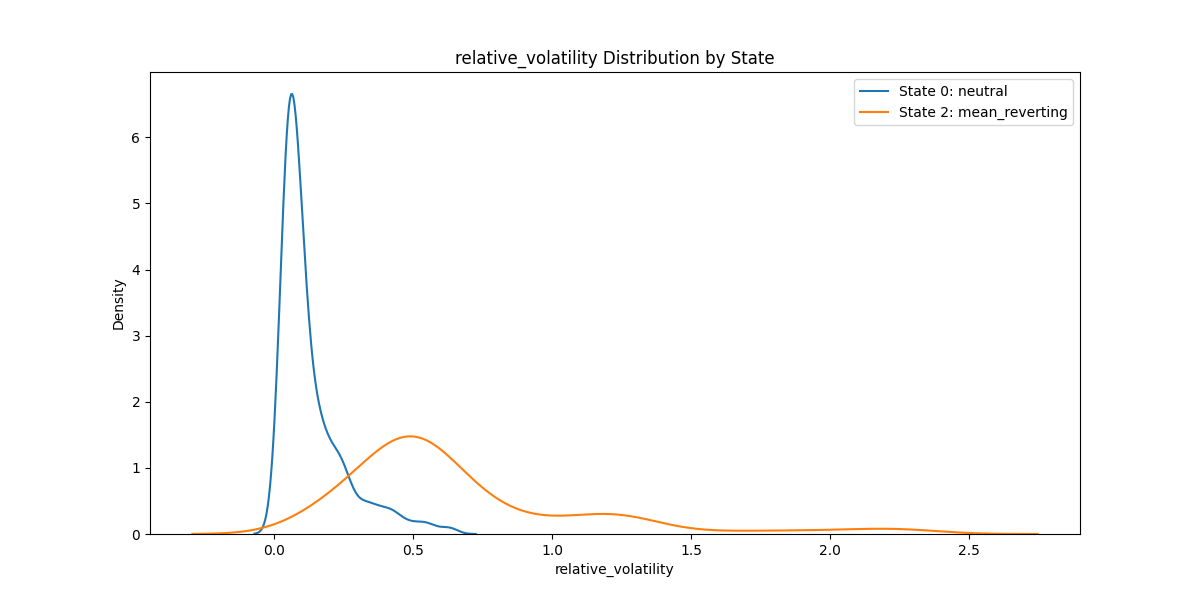 relative_volatility Distribution by State
State 0: neutral
State 2: mean_reverting
6
5
4
3
2
1
0
Density
0.0 0.5 1.0 1.5 2.0 2.5
relative_volatility